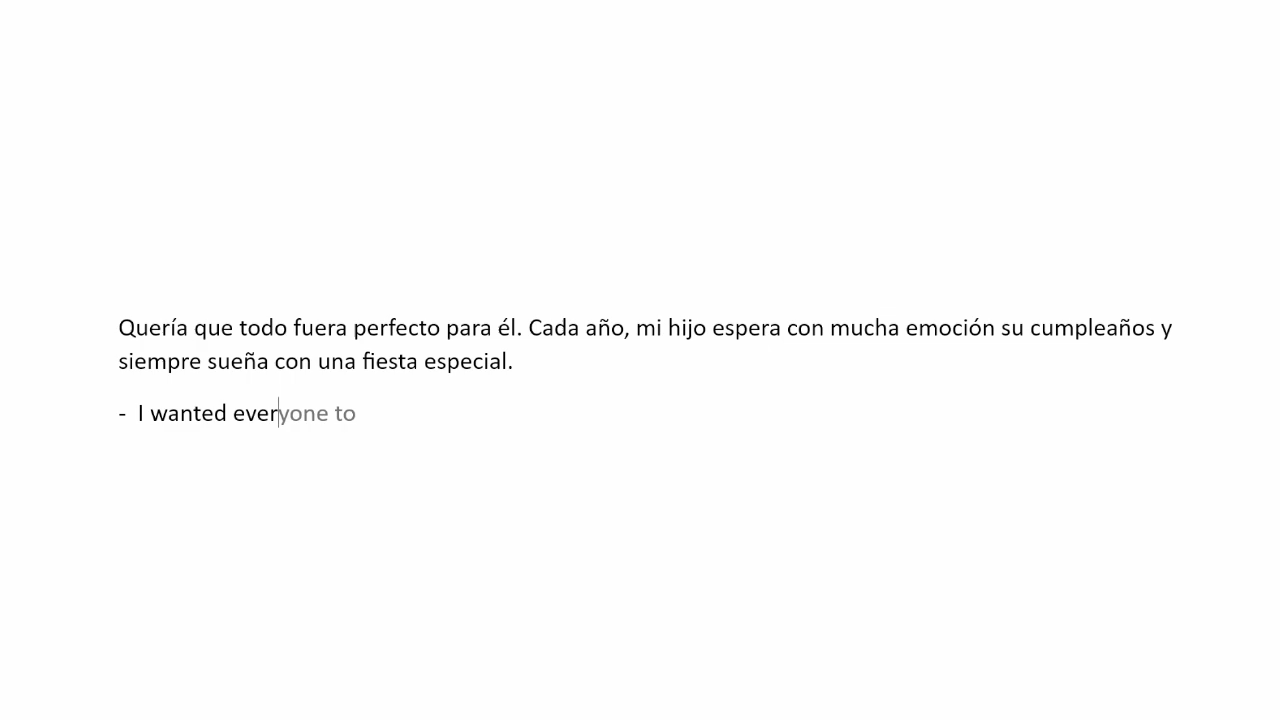 Quería que todo fuera perfecto para él. Cada año, mi hijo espera con mucha emoción su cumpleaños y
siempre sueña con una fiesta especial.
- I wanted everyone to